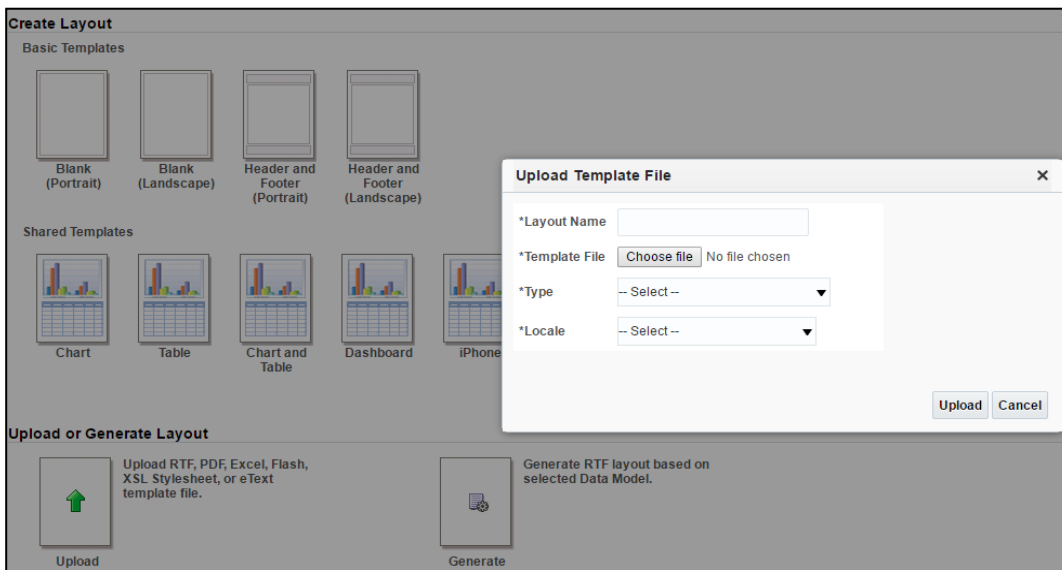 Create Layout
Basic Templates
Blank
(Portrait)
Blank
(Landscape)
Header and
Footer
(Portrait)
Header and
Footer
(Landscape)
Shared Templates
Chart
Table
Chart and
Table
Dashboard
iPhone
Upload Template File
*Layout Name
*Template File
Choose file No file chosen
*Type
-- Select --
*Locale
-- Select --
Upload Cancel
Upload or Generate Layout
Upload RTF, PDF, Excel, Flash,
XSL Stylesheet, or eText
template file.
Upload
Generate RTF layout based on
selected Data Model.
Generate